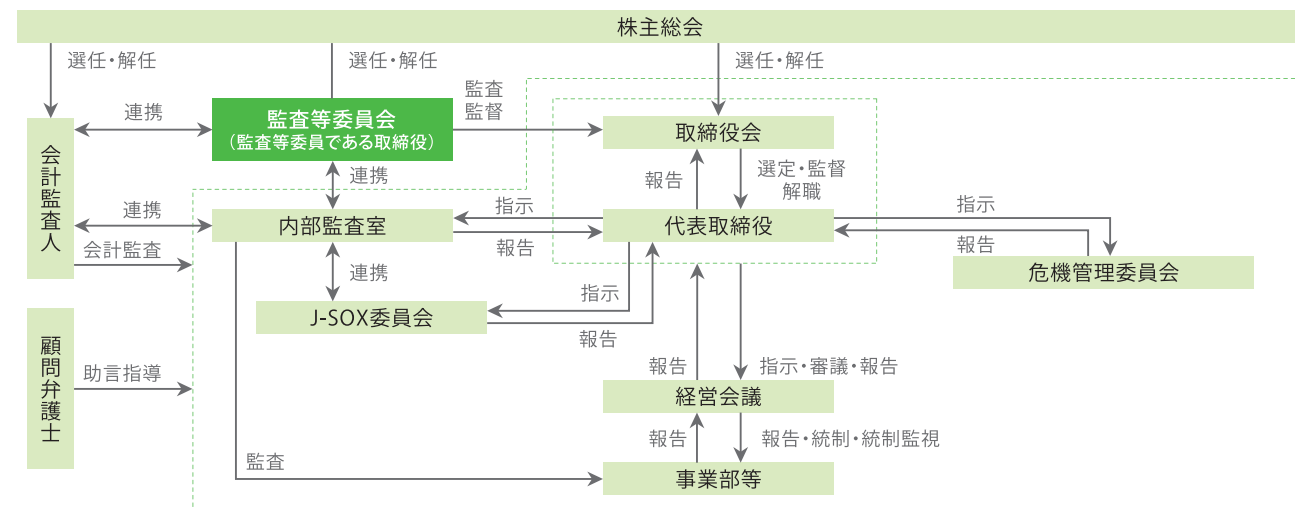 株主総会
選任・解任
選任・解任
選任・解任
監査
監督
連携
監査等委員会
（監査等委員である取締役）
取締役会
会計監査人
連携
報告
選定・監督
解職
連携
指示
指示
内部監査室
代表取締役
報告
報告
会計監査
危機管理委員会
連携
指示
J-SOX委員会
報告
顧問弁護士
助言指導
報告
指示・審議・報告
経営会議
報告
報告・統制・統制監視
監査
事業部等